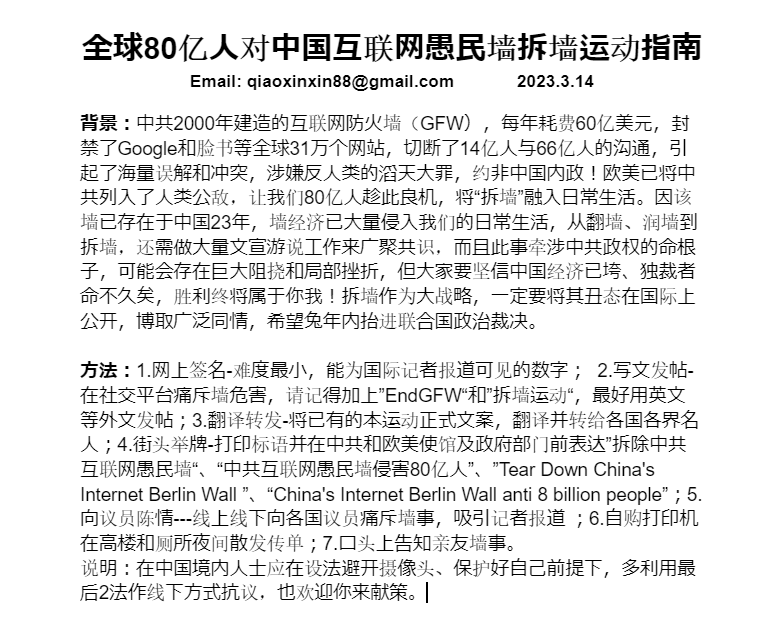 全球80亿人对中国互联网愚民墙拆墙运动指南
Email: qiaoxinxin88@gmail.com 2023.3.14
背景：中共2000年建造的互联网防火墙（GFW），每年耗费60亿美元，封
禁了Google和脸书等全球31万个网站，切断了14亿人与66亿人的沟通，引
起了海量误解和冲突，涉嫌反人类的滔天大罪，约非中国内政！欧美已将中
共列入了人类公敌，让我们80亿人趁此良机，将“拆墙”融入日常生活。因该
墙已存在于中国23年，墙经济已大量侵入我们的日常生活，从翻墙、润墙到
拆墙，还需做大量文宣游说工作来广聚共识，而且此事牵涉中共政权的命根
子，可能会存在巨大阻挠和局部挫折，但大家要坚信中国经济已垮、独裁者
命不久矣，胜利终将属于你我！拆墙作为大战略，一定要将其丑态在国际上
公开，博取广泛同情，希望兔年内抬进联合国政治裁决。
方法：1.网上签名-难度最小，能为国际记者报道可见的数字； 2.写文发帖-
在社交平台痛斥墙危害，请记得加上”EndGFW“和”拆墙运动“，最好用英文
等外文发帖；3.翻译转发-将已有的本运动正式文案，翻译并转给各国各界名
人；4.街头举牌-打印标语并在中共和欧美使馆及政府部门前表达”拆除中共
互联网愚民墙“、“中共互联网愚民墙侵害80亿人”、”Tear Down China's
Internet Berlin Wall ”、“China's Internet Berlin Wall anti 8 billion people”；5.
向议员陈情---线上线下向各国议员痛斥墙事，吸引记者报道 ；6.自购打印机
在高楼和厕所夜间散发传单；7.口头上告知亲友墙事。
说明：在中国境内人士应在设法避开摄像头、保护好自己前提下，多利用最
后2法作线下方式抗议，也欢迎你来献策。